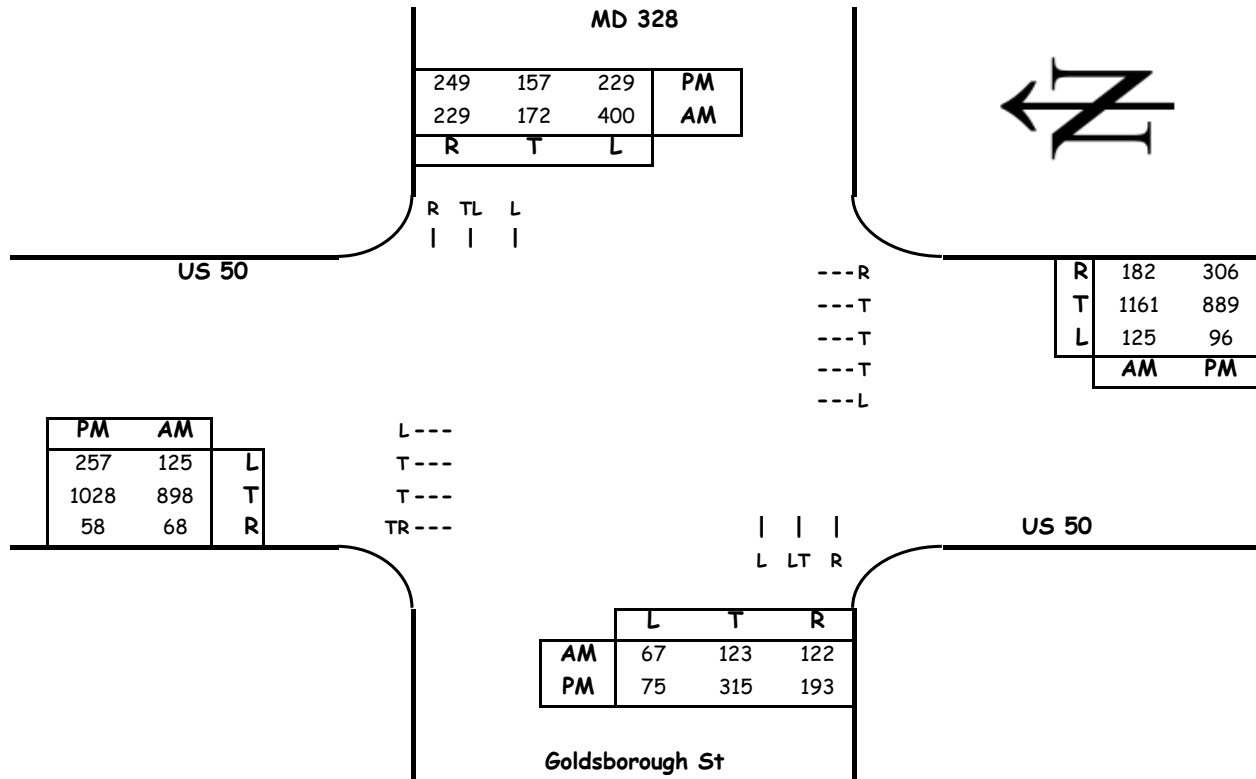 MD 328
249 157 229 PM
229 172 400 AM
R T L
R TL L
US 50
N
R 182 306
T 1161 889
L 125 96
AM PM
---R
---T
---T
---T
---L
PM AM
257 125 L
1028 898 T
58 68 R
L---
T---
T---
TR---
US 50
L LT R
L T R
AM 67 123 122
PM 75 315 193
Goldsborough St